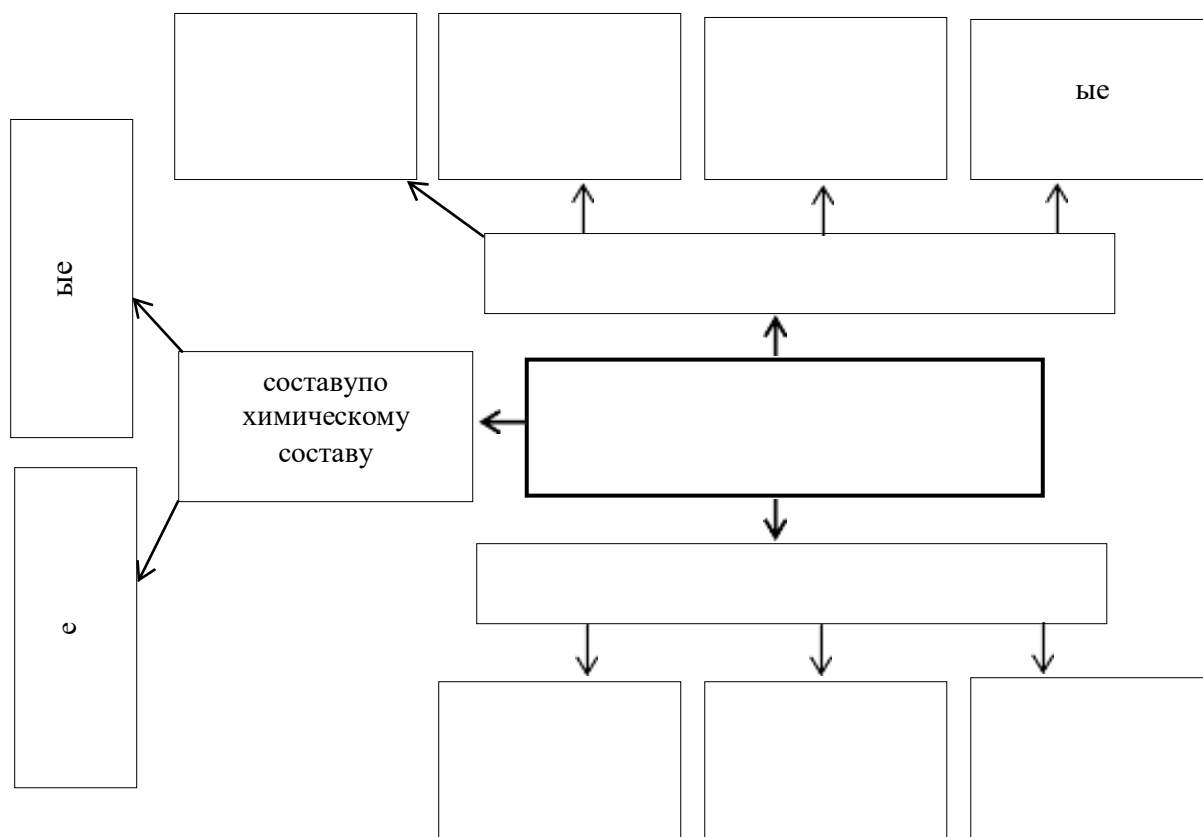 ые
ые
составупо
химическому
составу
е